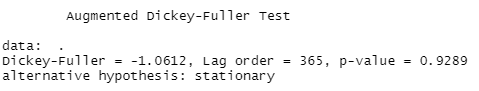 Augmented Dickey-Fuller Test
data:  .
Dickey-Fuller = -1.0612, Lag order = 365, p-value = 0.9289
alternative hypothesis: stationary